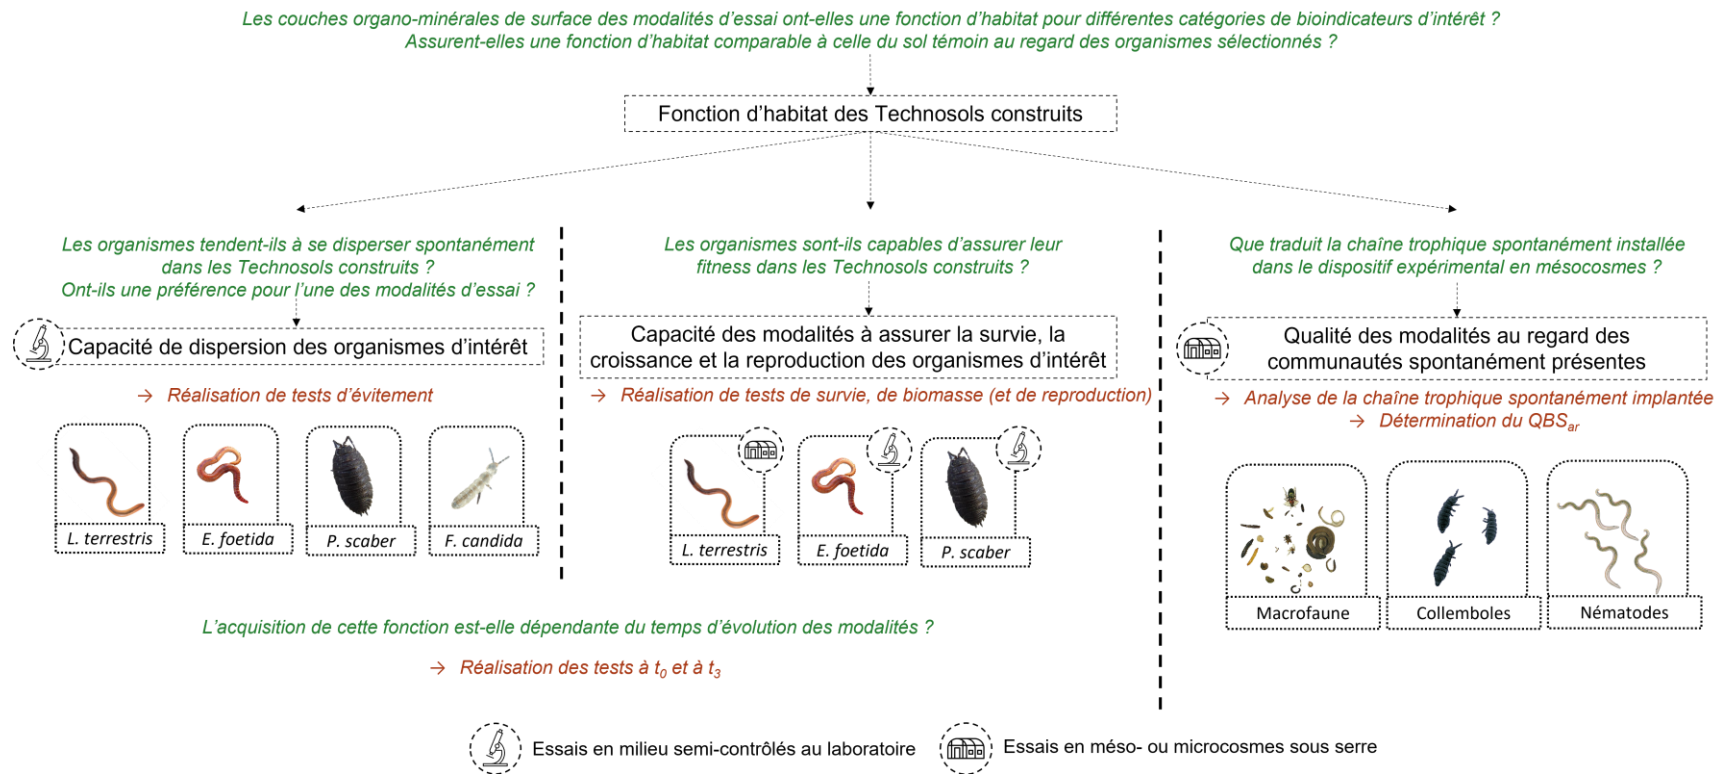 Les couches organo-minérales de surface des modalités d'essai ont-elles une fonction d'habitat pour différentes catégories de bioindicateurs d'intérêt ?
Assurent-elles une fonction d'habitat comparable à celle du sol témoin au regard des organismes sélectionnés ?
Fonction d'habitat des Technosols construits
Les organismes tendent-ils à se disperser spontanément
dans les Technosols construits ?
Ont-ils une préférence pour l'une des modalités d'essai ?
Capacité de dispersion des organismes d'intérêt
→ Réalisation de tests d'évitement
L. terrestris
E. foetida
P. scaber
F. candida
Les organismes sont-ils capables d'assurer leur
fitness dans les Technosols construits ?
Capacité des modalités à assurer la survie, la
croissance et la reproduction des organismes d'intérêt
→ Réalisation de tests de survie, de biomasse (et de reproduction)
L. terrestris
E. foetida
P. scaber
Que traduit la chaîne trophique spontanément installée
dans le dispositif expérimental en mésocosmes ?
Qualité des modalités au regard des
communautés spontanément présentes
→ Analyse de la chaîne trophique spontanément implantée
→ Détermination du QBSar
Macrofaune
Collemboles
Nématodes
L'acquisition de cette fonction est-elle dépendante du temps d'évolution des modalités ?
→ Réalisation des tests à t0 et à t3
Essais en milieu semi-contrôlés au laboratoire
Essais en méso- ou microcosmes sous serre